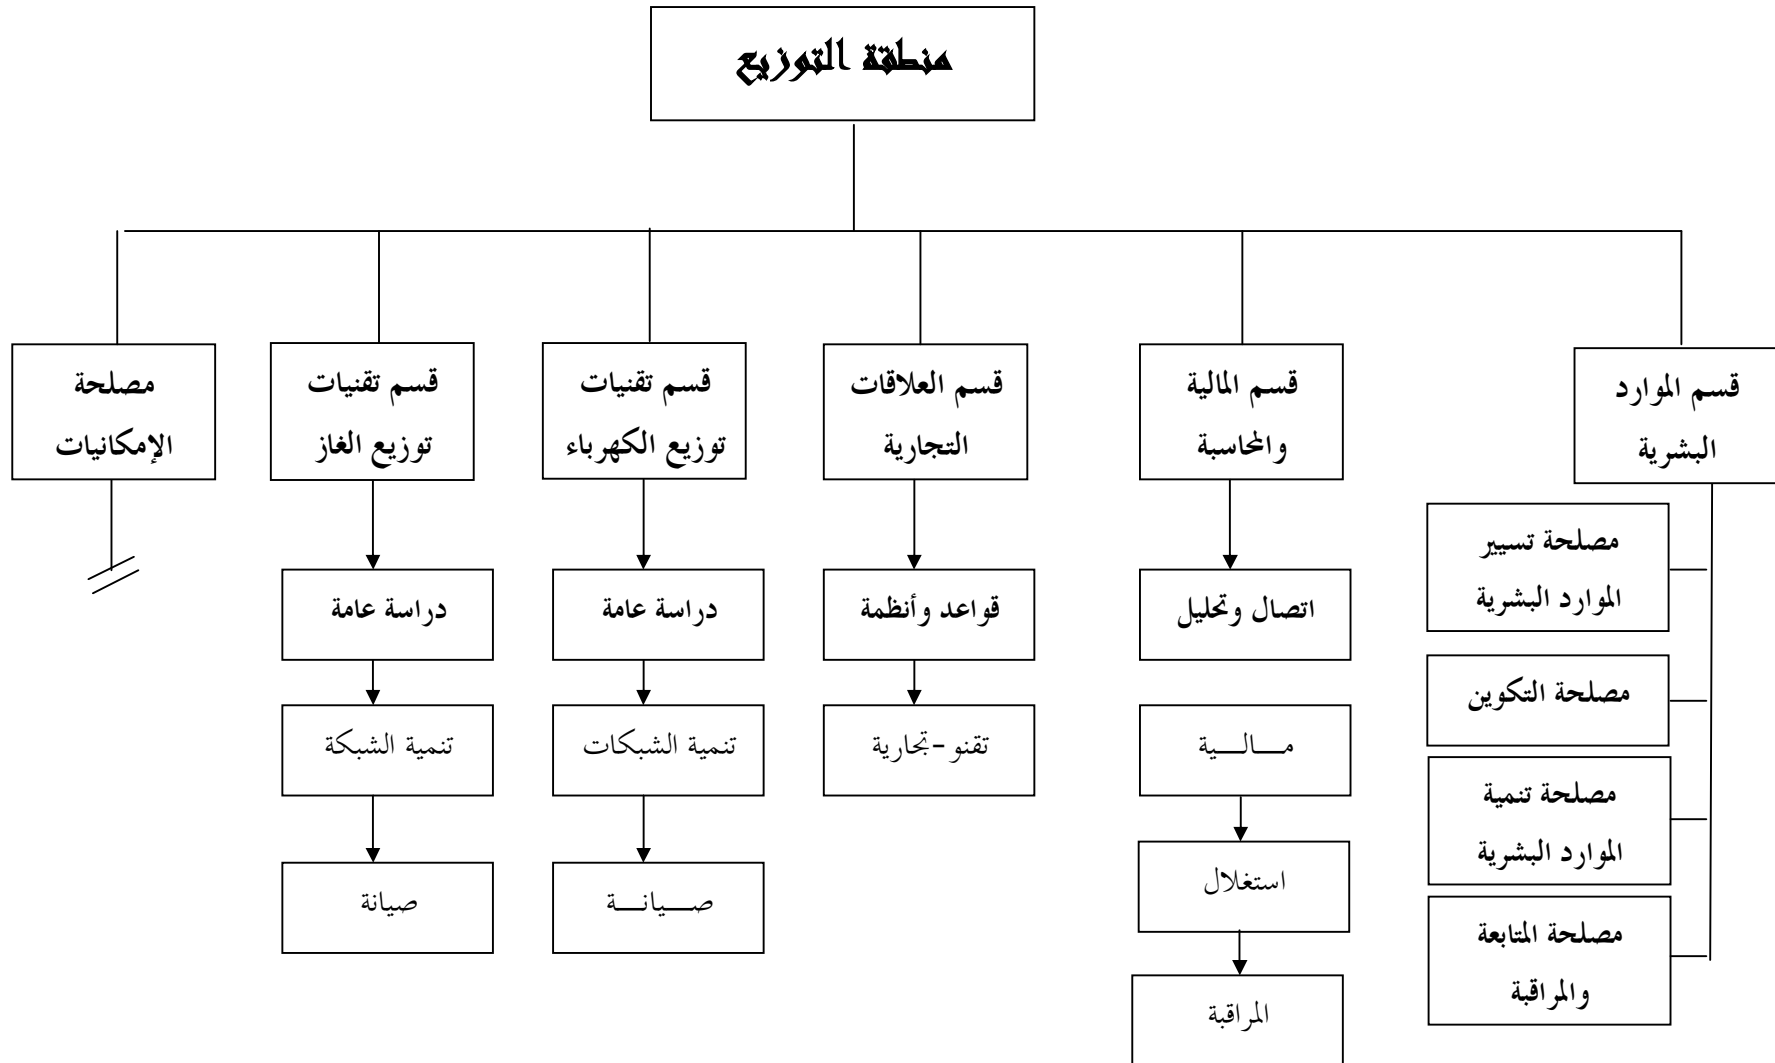 منطقة التوزيع
قسم الموارد
البشرية
قسم المالية
والمحاسبة
قسم العلاقات
التجارية
قسم تقنيات
توزيع الكهرباء
قسم تقنيات
توزيع الغاز
مصلحة
الإمكانيات
مصلحة تسيير
الموارد البشرية
مصلحة التكوين
مصلحة تنمية
الموارد البشرية
مصلحة المتابعة
والمراقبة
اتصال وتحليل
مـــالــــية
استغلال
المراقبة
قواعد وأنظمة
تقنو-تجارية
دراسة عامة
تنمية الشبكات
صــــيانــــة
دراسة عامة
تنمية الشبكة
صيانة